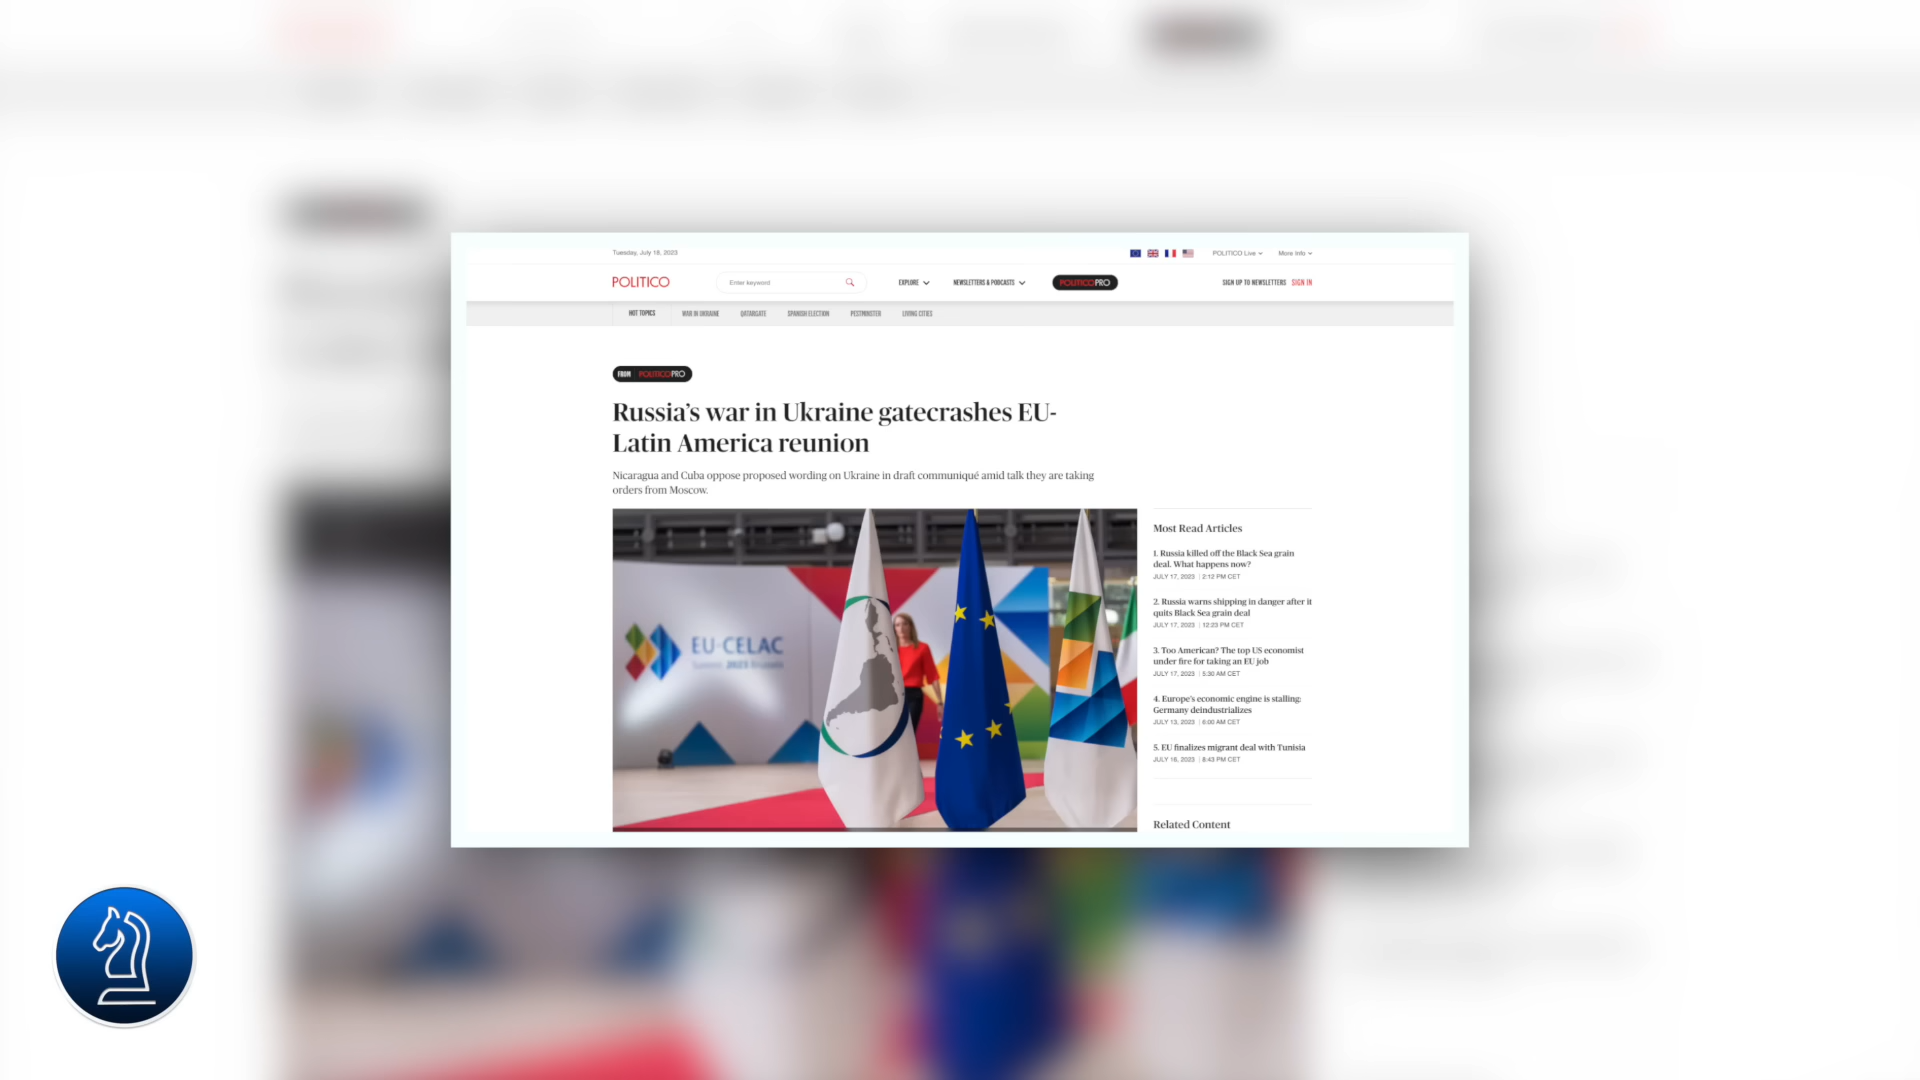 Tuesday, July 18, 2023
POLITICO Live
More Info
POLITICO
Enter keyword
EXPLORE
NEWSLETTERS & PODCASTS
POLITICO PRO
SIGN UP TO NEWSLETTERS
SIGN IN
HOT TOPICS
WAR IN UKRAINE
QATARGATE
SPANISH ELECTION
PESTMINSTER
LIVING CITIES
FROM POLITICO PRO
Russia's war in Ukraine gatecrashes EU-
Latin America reunion
Nicaragua and Cuba oppose proposed wording on Ukraine in draft communiqué amid talk they are taking
orders from Moscow.
EU-CELAC
Summit 2023 Brussels
Most Read Articles
1. Russia killed off the Black Sea grain
deal. What happens now?
JULY 17, 2023 | 2:12 PM CET
2. Russia warns shipping in danger after it
quits Black Sea grain deal
JULY 17, 2023 | 12:23 PM CET
3. Too American? The top US economist
under fire for taking an EU job
JULY 17, 2023 | 5:30 AM CET
4. Europe's economic engine is stalling:
Germany deindustrializes
JULY 13, 2023 | 6:00 AM CET
5. EU finalizes migrant deal with Tunisia
JULY 16, 2023 | 8:43 PM CET
Related Content